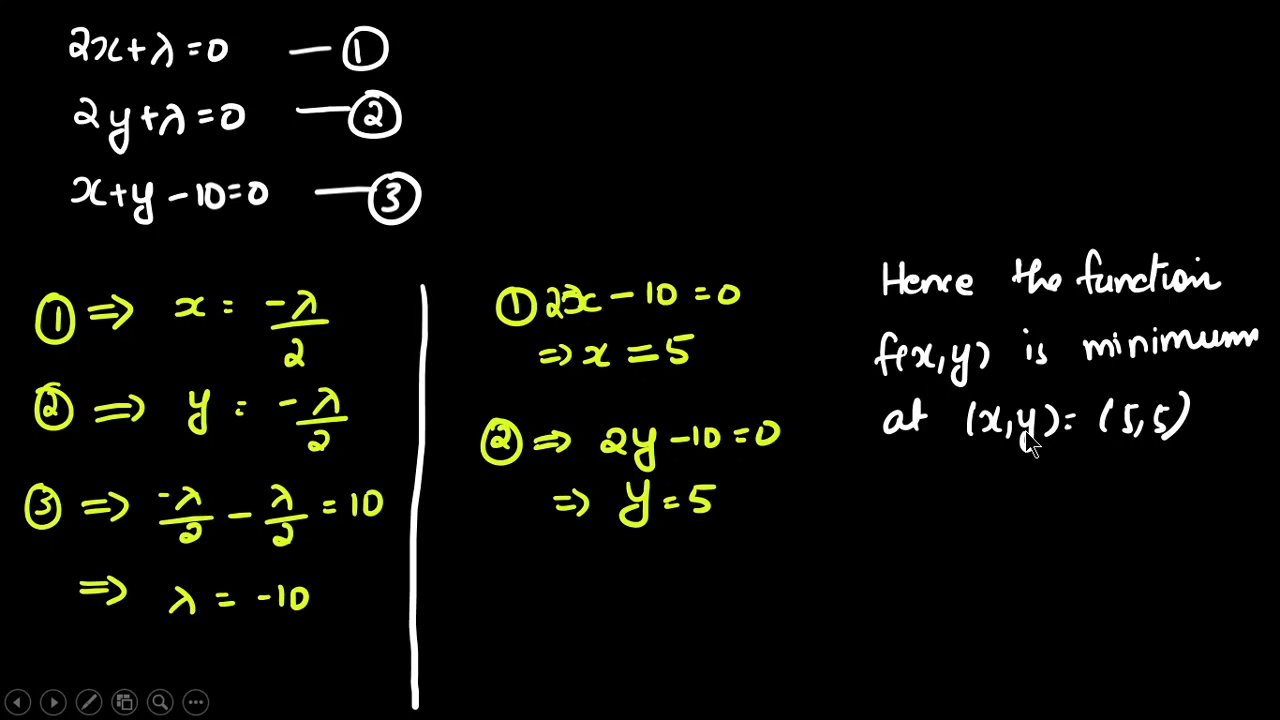 2x+λ=0 — ①
2y+λ=0 — ②
x+y-10=0 — ③
① ⇒ x = -λ/2
② ⇒ y = -λ/2
③ ⇒ -λ/2 - λ/2 = 10
⇒ λ = -10
① 2x-10=0
⇒ x = 5
② ⇒ 2y-10=0
⇒ y=5
Hence the function
f(x,y) is minimum
at (x,y)= (5,5)